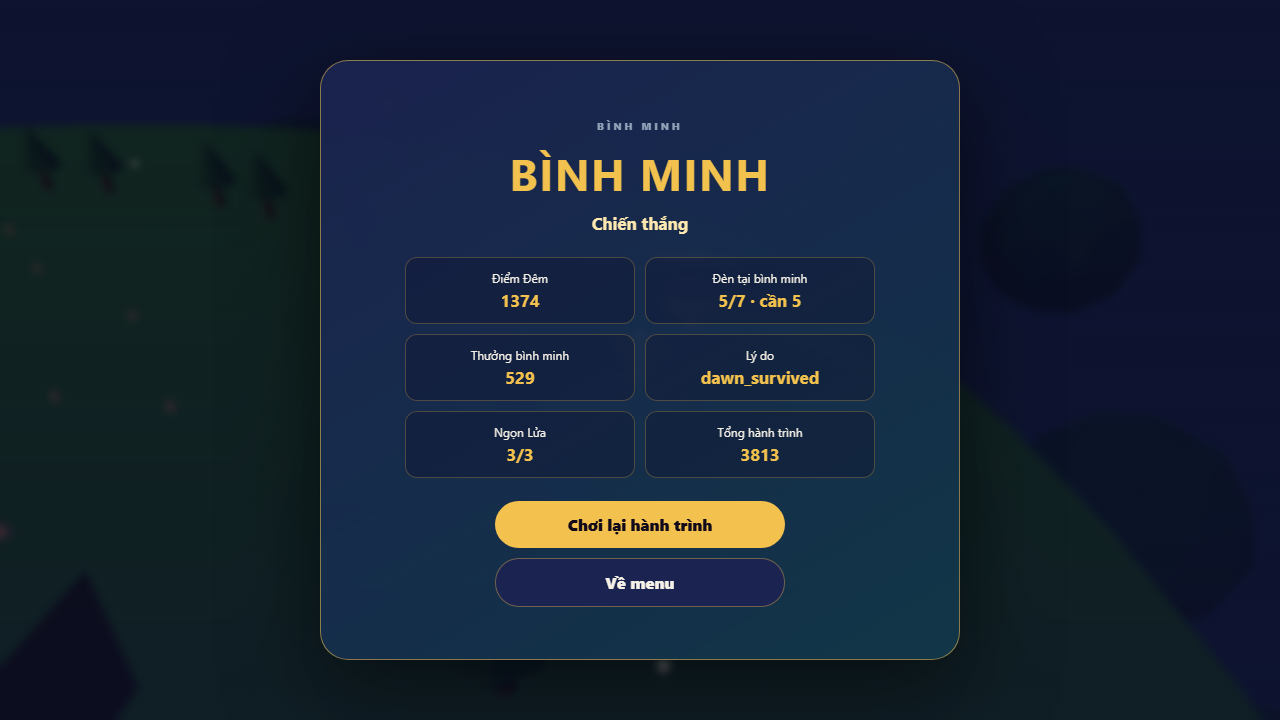 BÌNH MINH
BÌNH MINH
Chiến thắng
Điểm Đêm
1374
Đèn tại bình minh
5/7 · cần 5
Thưởng bình minh
529
Lý do
dawn_survived
Ngọn Lửa
3/3
Tổng hành trình
3813
Chơi lại hành trình
Về menu